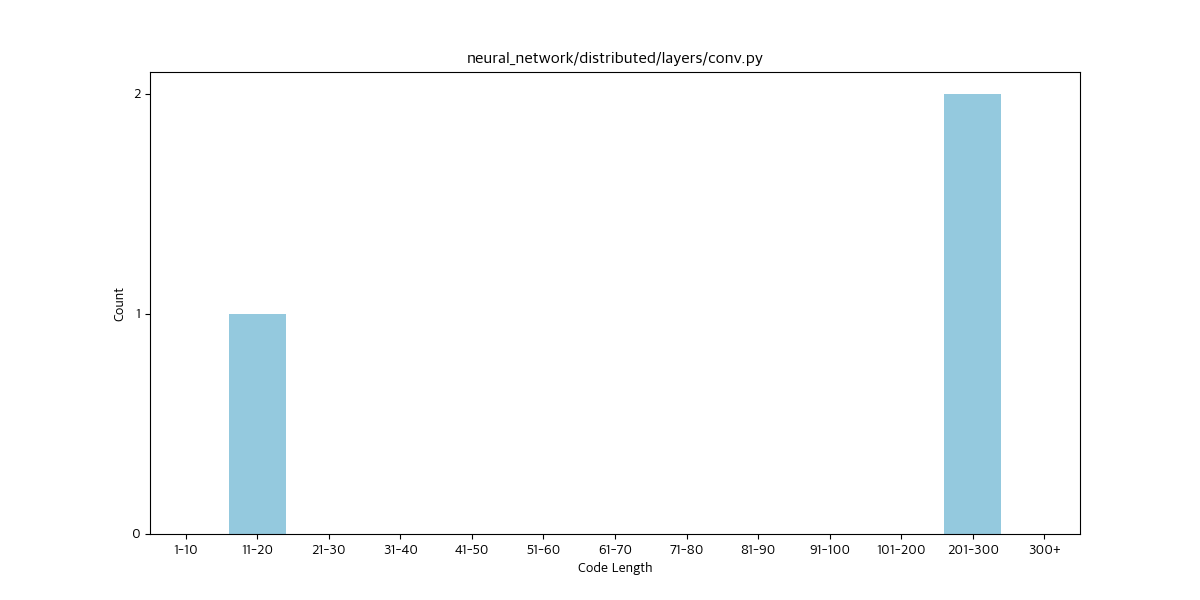 neural_network/distributed/layers/conv.py
2
1
0
Count
1-10 11-20 21-30 31-40 41-50 51-60 61-70 71-80 81-90 91-100 101-200 201-300 300+
Code Length